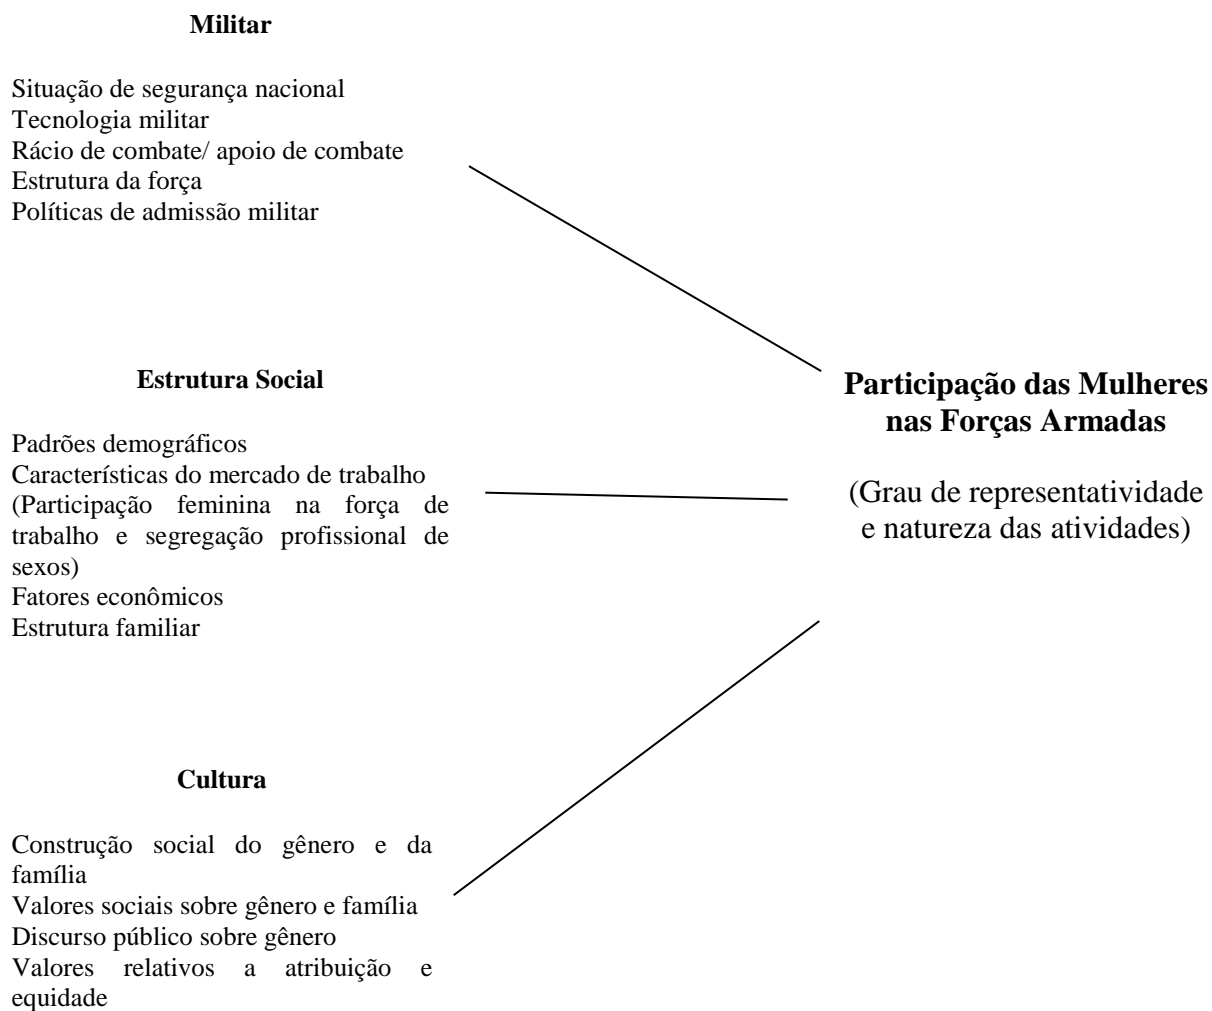 Militar
Situação de segurança nacional
Tecnologia militar
Rácio de combate/ apoio de combate
Estrutura da força
Políticas de admissão militar
Estrutura Social
Padrões demográficos
Características do mercado de trabalho
(Participação feminina na força de
trabalho e segregação profissional de
sexos)
Fatores econômicos
Estrutura familiar
Cultura
Construção social do gênero e da
família
Valores sociais sobre gênero e família
Discurso público sobre gênero
Valores relativos a atribuição e
equidade
Participação das Mulheres
nas Forças Armadas
(Grau de representatividade
e natureza das atividades)